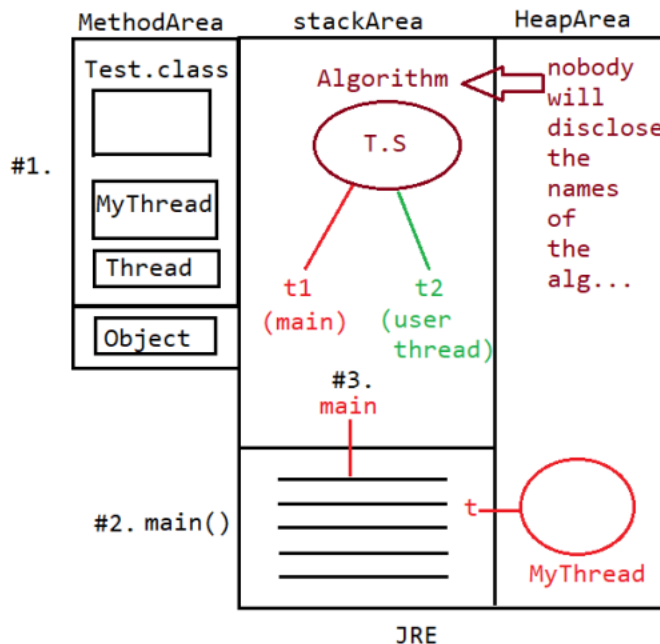 MethodArea
stackArea
HeapArea
Test.class
#1.
MyThread
Thread
Object
Algorithm
T.S
t1
(main)
t2
(user
thread)
nobody
will
disclose
the
names
of
the
alg...
#3.
main
#2. main()
t
MyThread
JRE